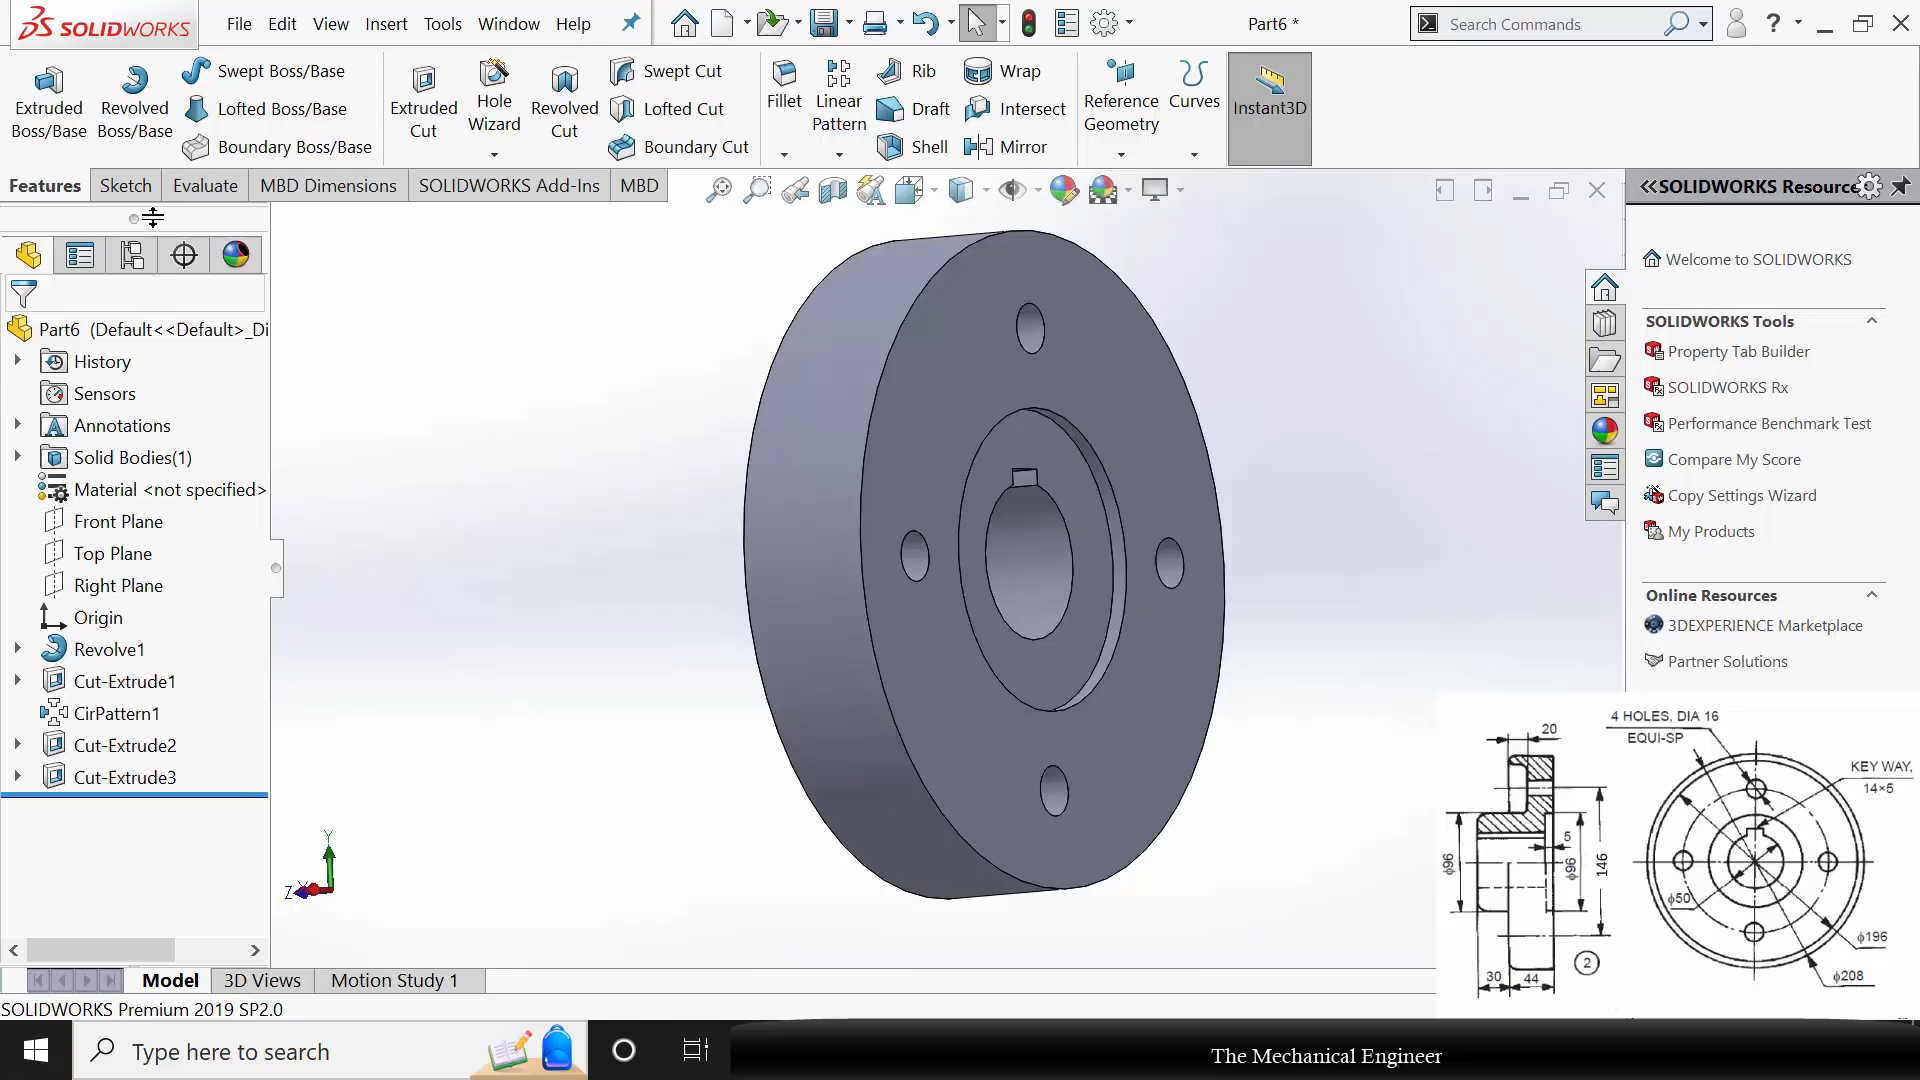 SOLIDWORKS
File Edit View Insert Tools Window Help
Part6 *
Search Commands
?
Extruded Boss/Base
Revolved Boss/Base
Swept Boss/Base
Lofted Boss/Base
Boundary Boss/Base
Extruded Cut
Hole Wizard
Revolved Cut
Swept Cut
Lofted Cut
Boundary Cut
Fillet
Linear Pattern
Rib
Draft
Shell
Wrap
Intersect
Mirror
Reference Geometry
Curves
Instant3D
Features Sketch Evaluate MBD Dimensions SOLIDWORKS Add-Ins MBD
Part6 (Default<<Default>_Di
History
Sensors
Annotations
Solid Bodies(1)
Material <not specified>
Front Plane
Top Plane
Right Plane
Origin
Revolve1
Cut-Extrude1
CirPattern1
Cut-Extrude2
Cut-Extrude3
Y
Z
SOLIDWORKS Resource
Welcome to SOLIDWORKS
SOLIDWORKS Tools
Property Tab Builder
SOLIDWORKS Rx
Performance Benchmark Test
Compare My Score
Copy Settings Wizard
My Products
Online Resources
3DEXPERIENCE Marketplace
Partner Solutions
4 HOLES, DIA 16
EQUI-SP
20
KEY WAY,
14×5
5
ϕ96
ϕ96
146
ϕ50
ϕ196
ϕ208
30
44
2
Model 3D Views Motion Study 1
SOLIDWORKS Premium 2019 SP2.0
Type here to search
The Mechanical Engineer